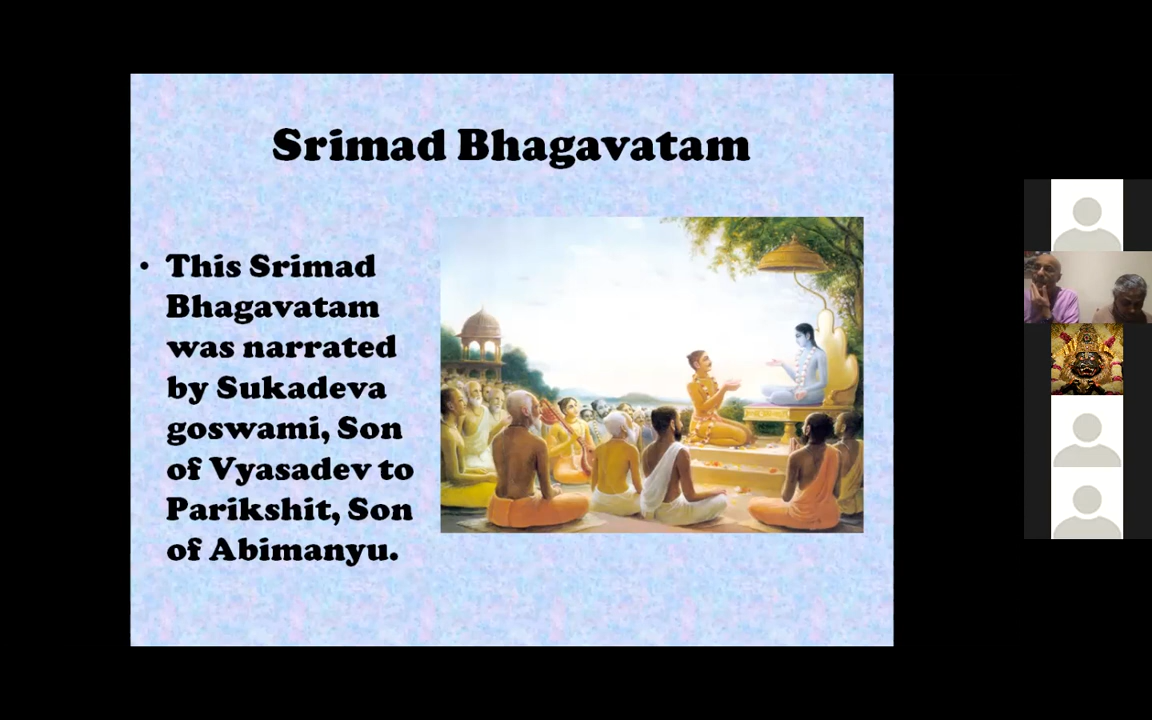 Srimad Bhagavatam
• This Srimad
Bhagavatam
was narrated
by Sukadeva
goswami, Son
of Vyasadev to
Parikshit, Son
of Abimanyu.